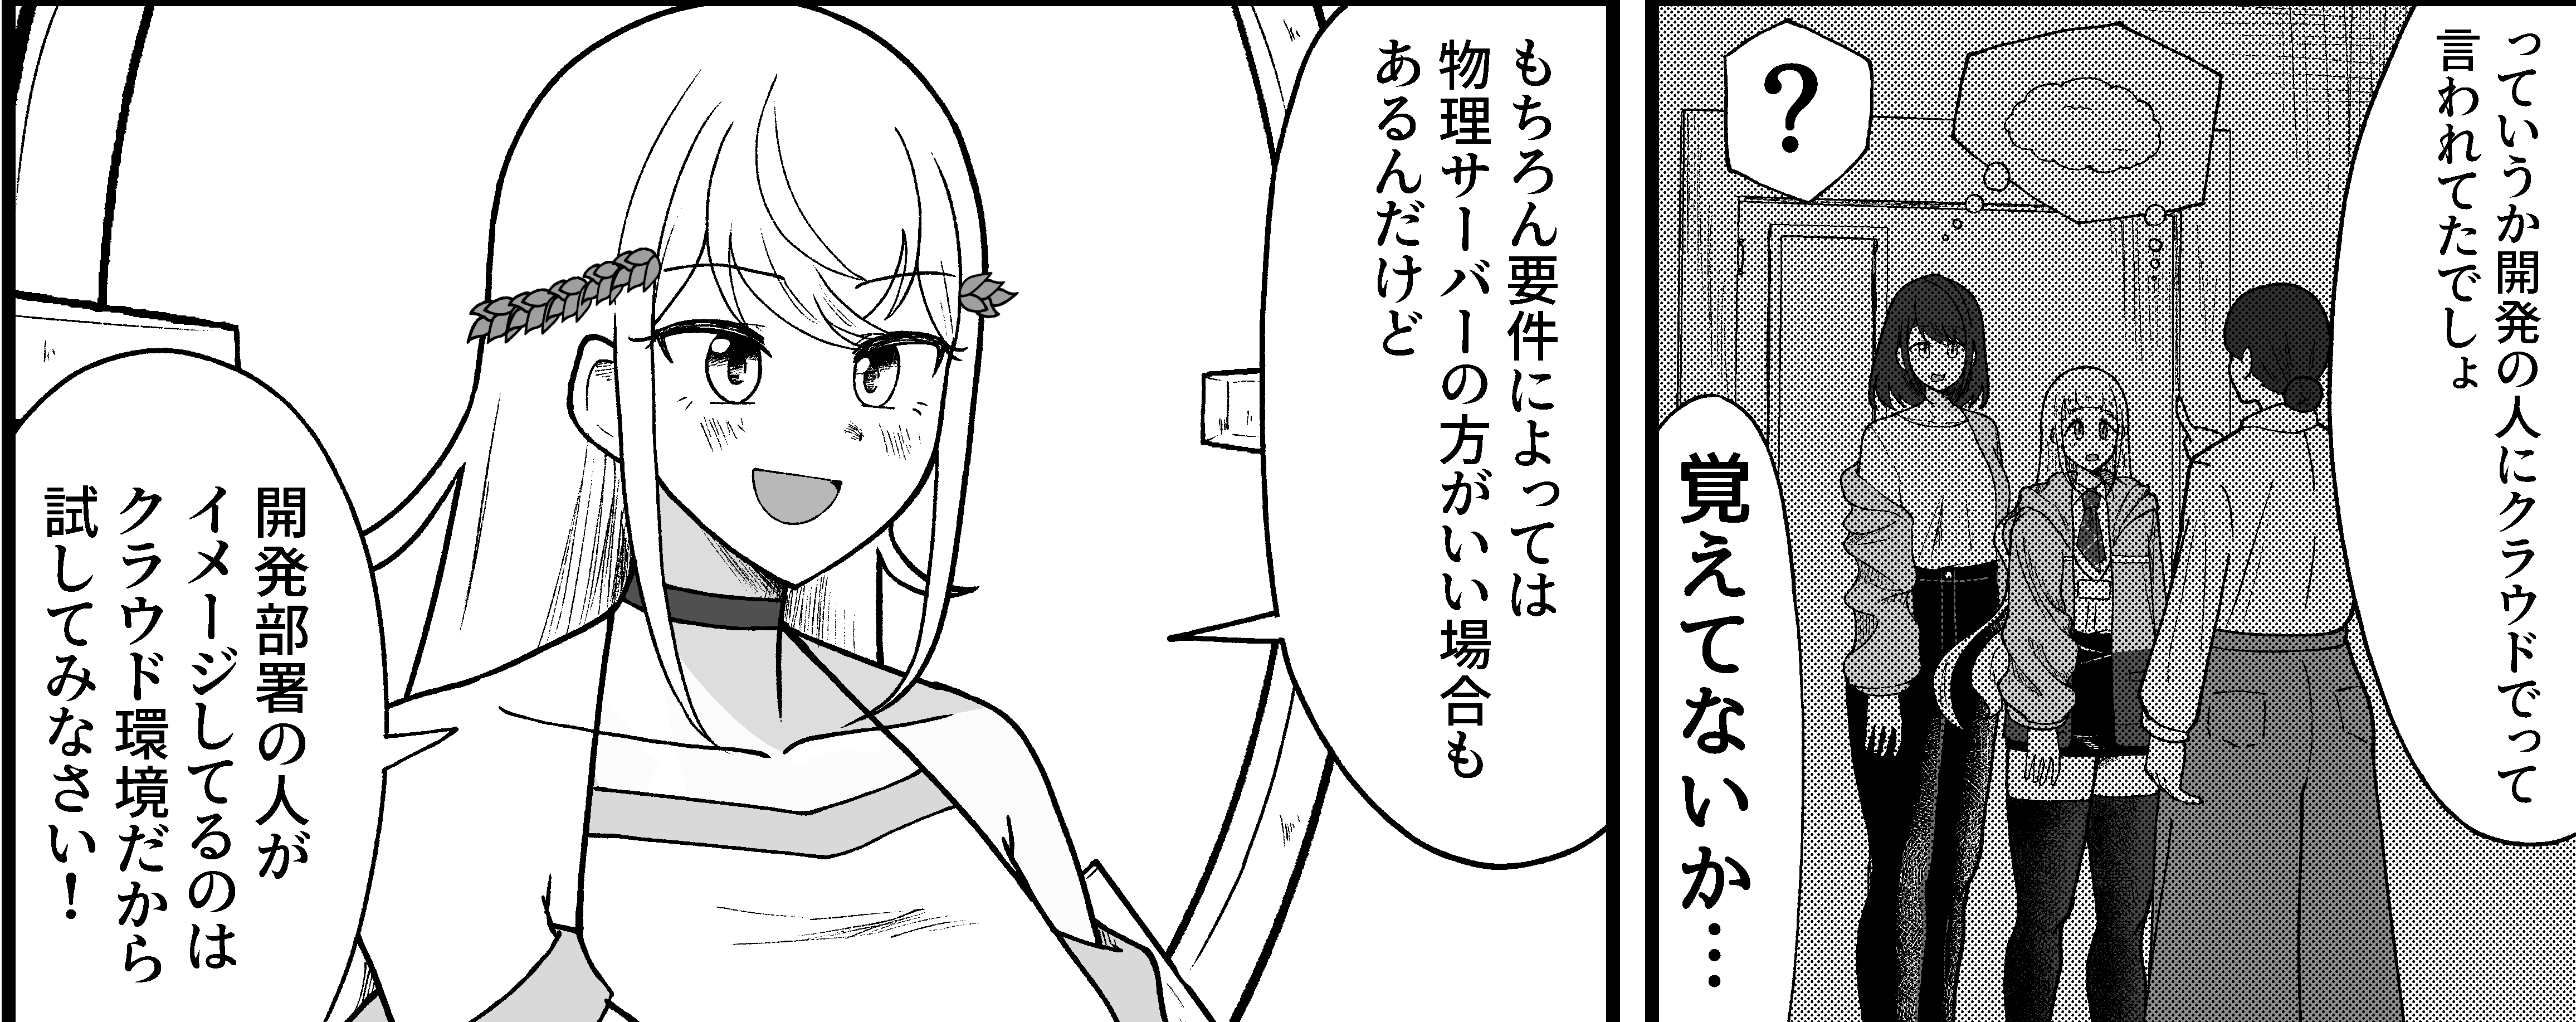 っていうか開発の人にクラウドでって
言われてたでしょ
?
覚えてないか…
もちろん要件によっては
物理サーバーの方がいい場合も
あるんだけど
開発部署の人が
イメージしてるのは
クラウド環境だから
試してみなさい!